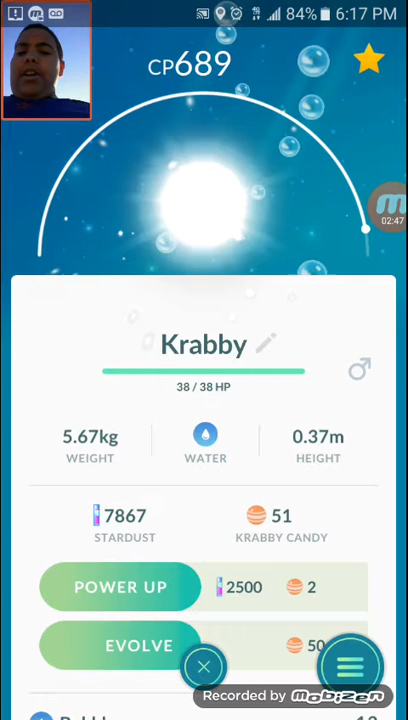 84% 6:17 PM
CP689
02:47
Krabby
38 / 38 HP
5.67kg
WEIGHT
WATER
0.37m
HEIGHT
7867
STARDUST
51
KRABBY CANDY
POWER UP 2500 2
EVOLVE 50
Recorded by MOBIZEN